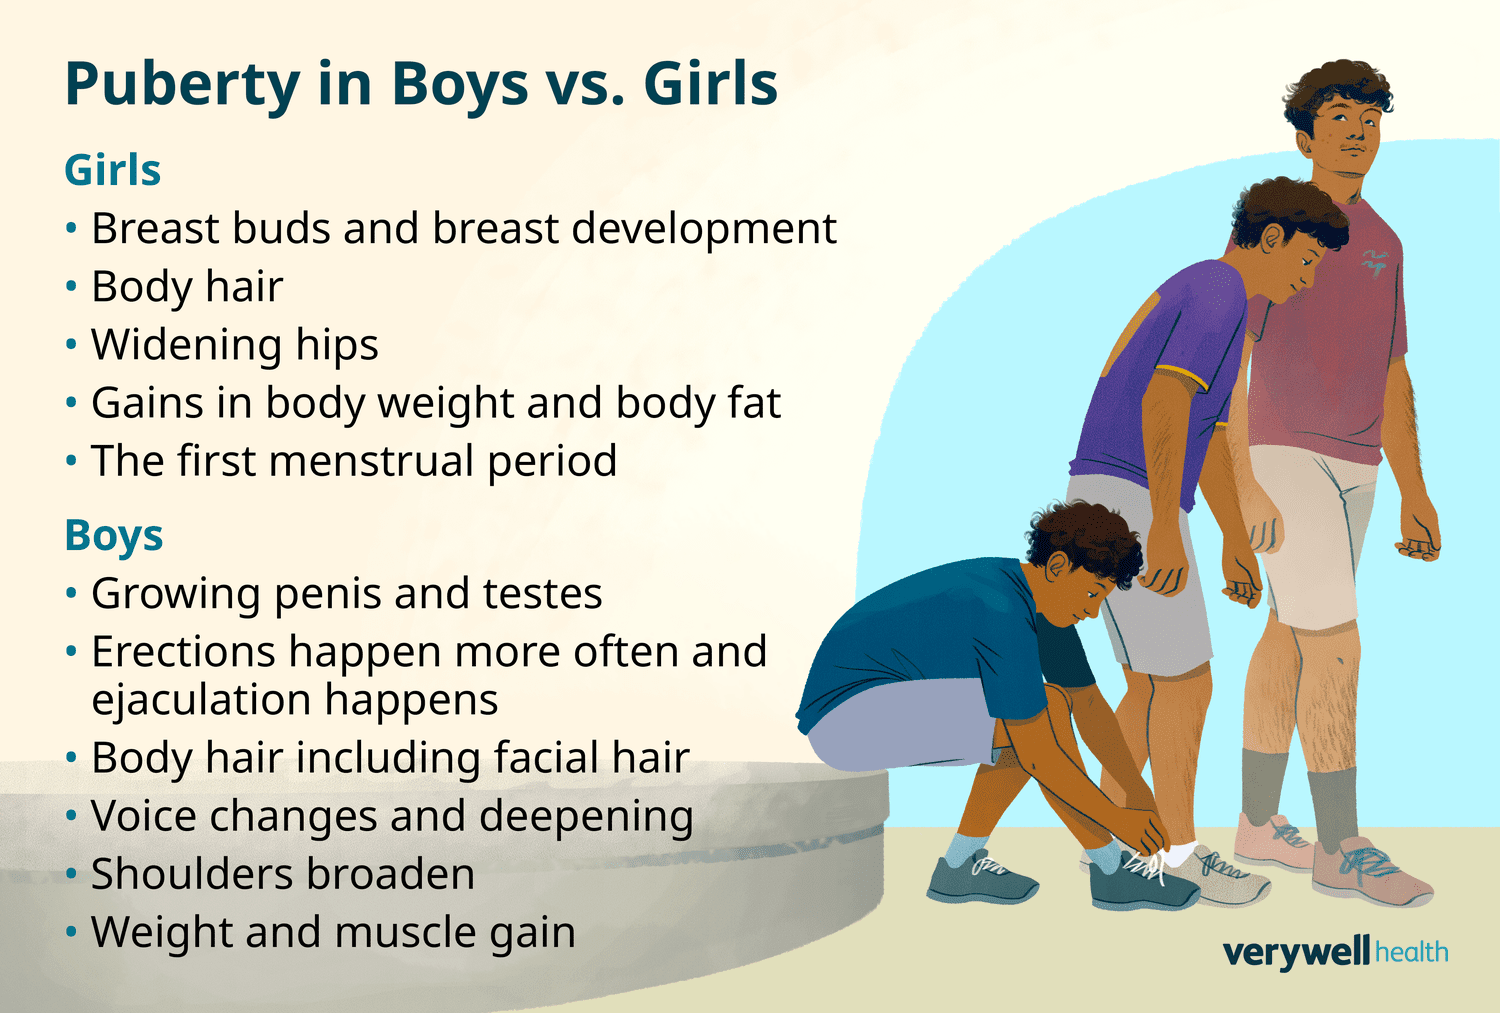 Puberty in Boys vs. Girls
Girls
• Breast buds and breast development
• Body hair
• Widening hips
• Gains in body weight and body fat
• The first menstrual period
Boys
• Growing penis and testes
• Erections happen more often and
ejaculation happens
• Body hair including facial hair
• Voice changes and deepening
• Shoulders broaden
• Weight and muscle gain
verywell health